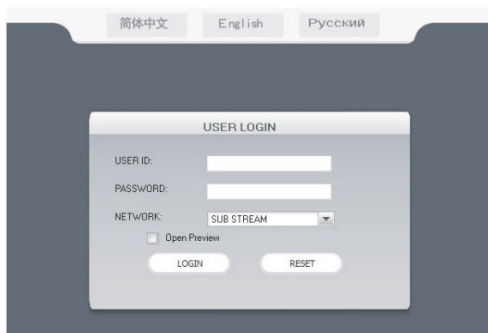 简体中文 English Русский
USER LOGIN
USER ID:
PASSWORD:
NETWORK: SUB STREAM
Open Preview
LOGIN RESET